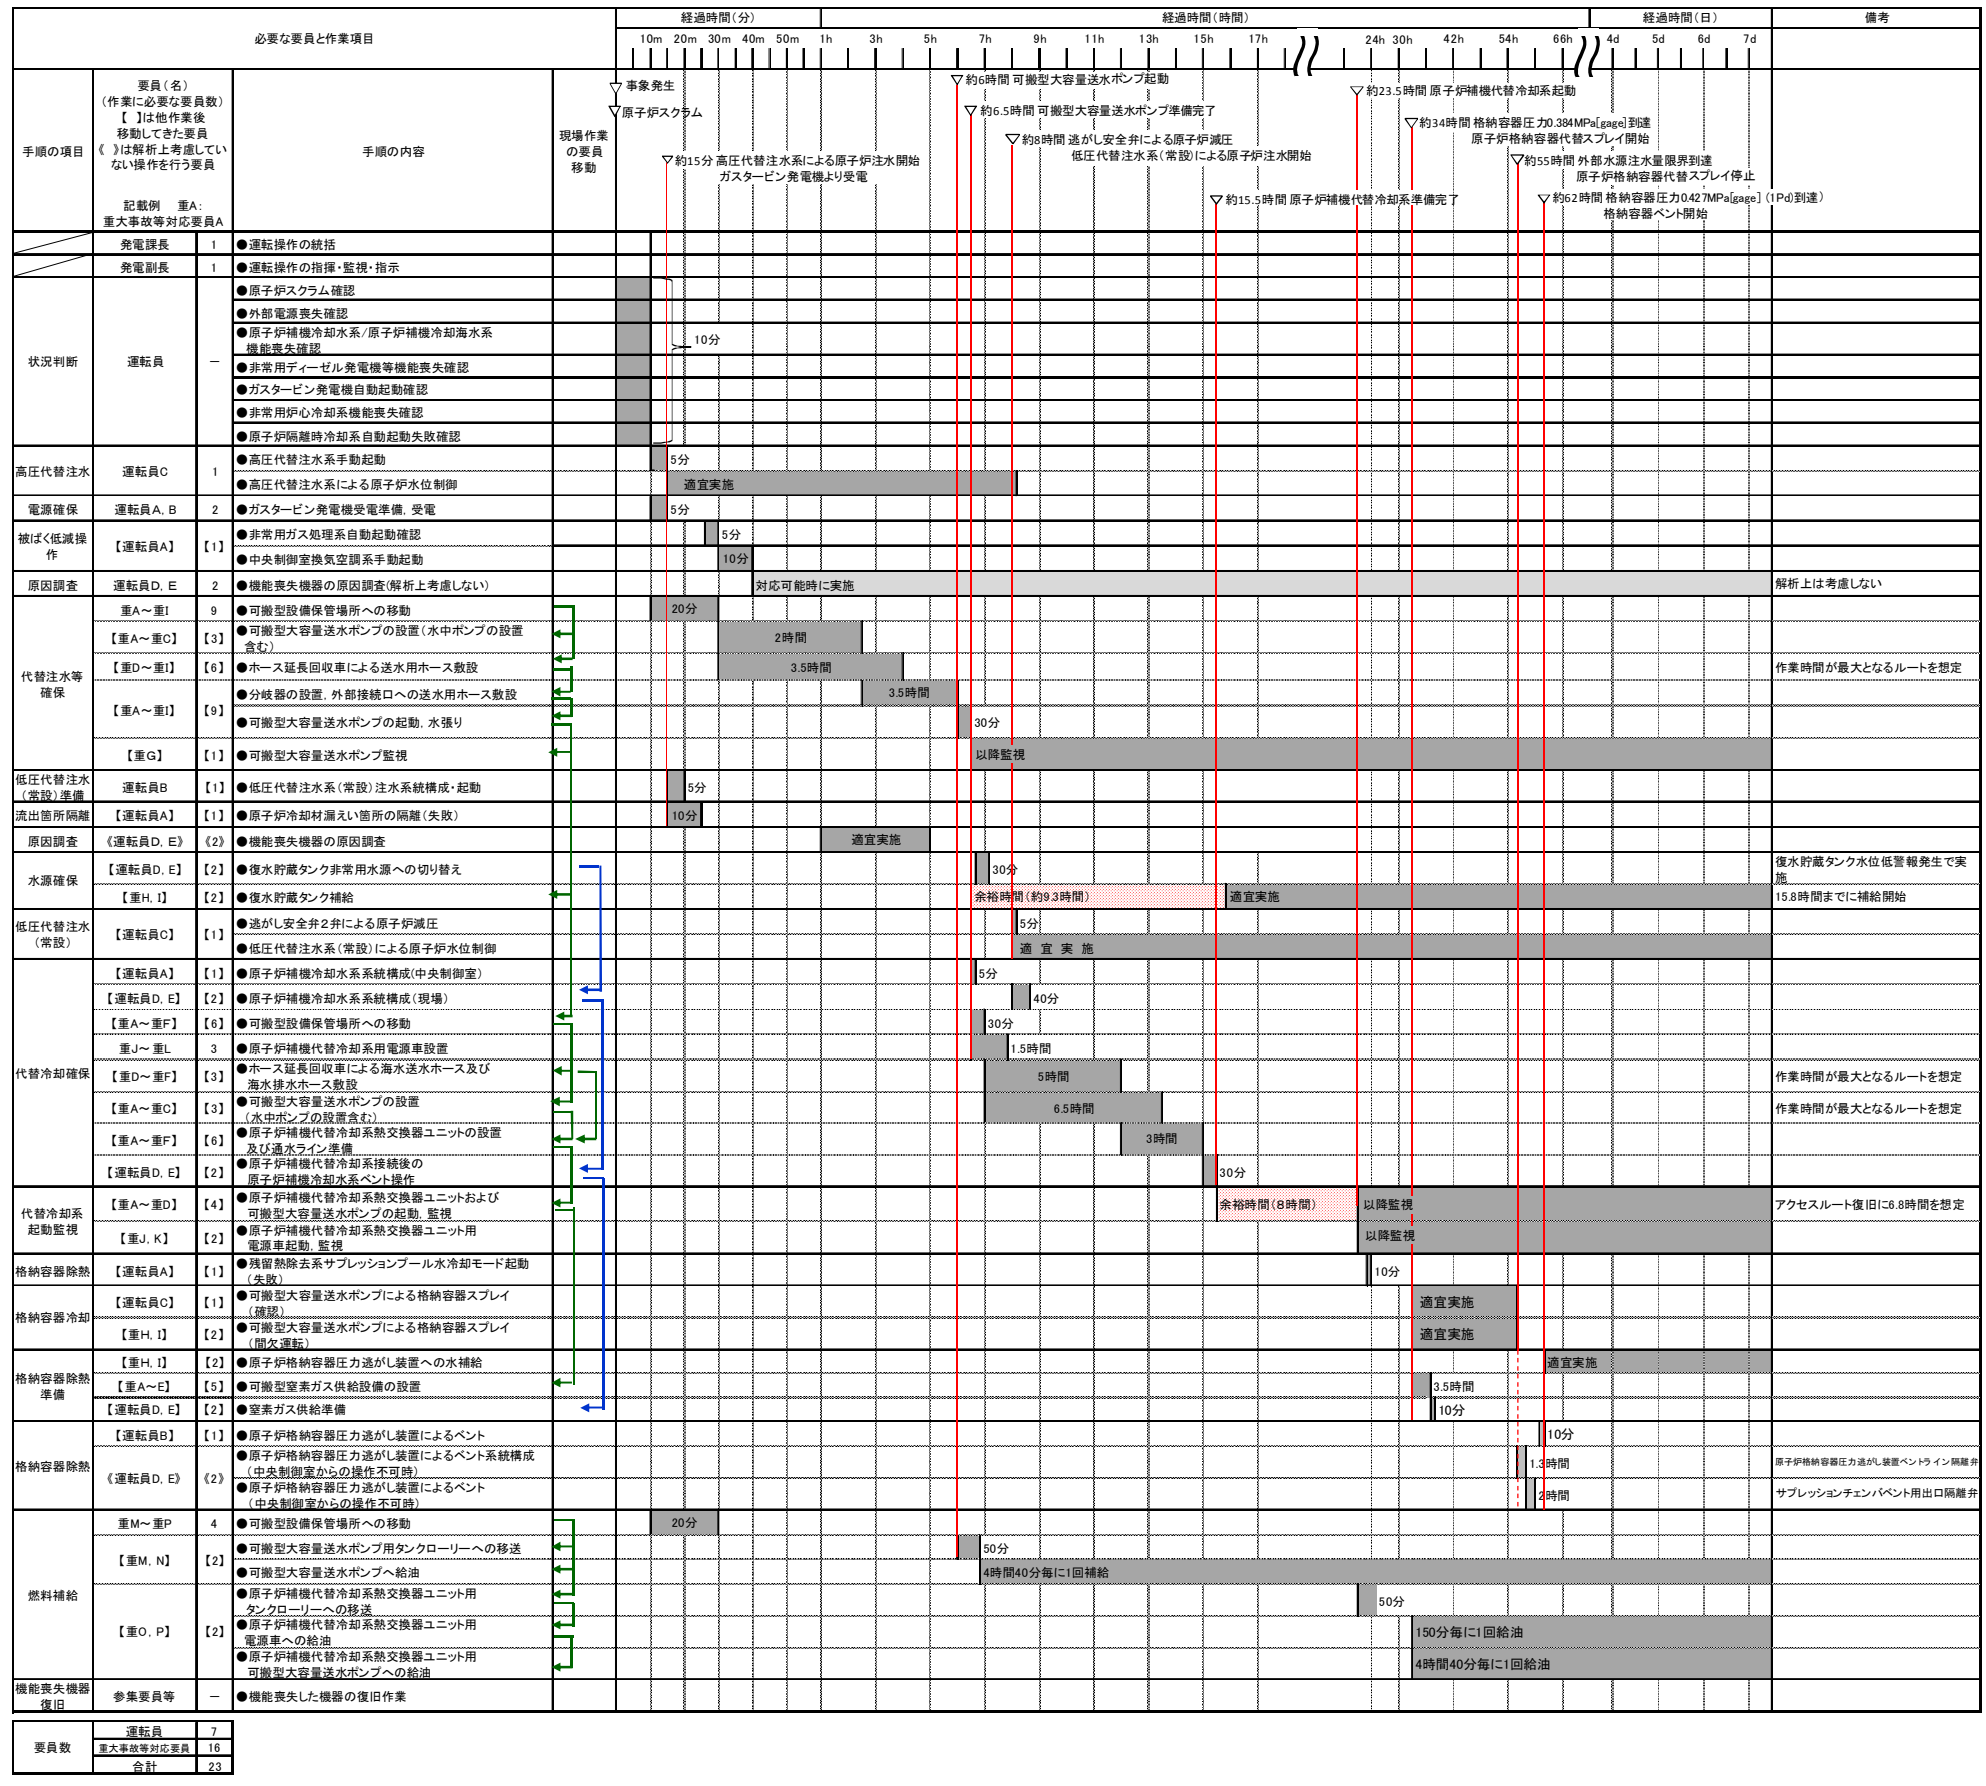 必要な要員と作業項目
経過時間(分)
経過時間(時間)
経過時間(日)
備考
10m 20m 30m 40m 50m 1h 3h 5h 7h 9h 11h 13h 15h 17h 24h 30h 42h 54h 66h 4d 5d 6d 7d
手順の項目
要員(名)
(作業に必要な要員数)
【 】は他作業後
移動してきた要員
《 》は解析上考慮してい
ない操作を行う要員
記載例 重A:
重大事故等対応要員A
手順の内容
現場作業
の要員
移動
▽事象発生
▽原子炉スクラム
▽約15分 高圧代替注水系による原子炉注水開始
ガスタービン発電機より受電
▽約6時間 可搬型大容量送水ポンプ起動
▽約6.5時間 可搬型大容量送水ポンプ準備完了
▽約8時間 逃がし安全弁による原子炉減圧
低圧代替注水系(常設)による原子炉注水開始
▽約15.5時間 原子炉補機代替冷却系準備完了
▽約23.5時間 原子炉補機代替冷却系起動
▽約34時間 格納容器圧力0.384MPa[gage]到達
原子炉格納容器代替スプレイ開始
▽約55時間 外部水源注水量限界到達
原子炉格納容器代替スプレイ停止
▽約62時間 格納容器圧力0.427MPa[gage] (1Pd)到達)
格納容器ベント開始
発電課長 1 ●運転操作の統括
発電副長 1 ●運転操作の指揮・監視・指示
状況判断 運転員 －
●原子炉スクラム確認
●外部電源喪失確認
●原子炉補機冷却水系/原子炉補機冷却海水系
機能喪失確認
10分
●非常用ディーゼル発電機等機能喪失確認
●ガスタービン発電機自動起動確認
●非常用炉心冷却系機能喪失確認
●原子炉隔離時冷却系自動起動失敗確認
高圧代替注水 運転員C 1
●高圧代替注水系手動起動 5分
●高圧代替注水系による原子炉水位制御 適宜実施
電源確保 運転員A, B 2 ●ガスタービン発電機受電準備, 受電 5分
被ばく低減操
作
【運転員A】 【1】
●非常用ガス処理系自動起動確認 5分
●中央制御室換気空調系手動起動 10分
原因調査 運転員D, E 2 ●機能喪失機器の原因調査(解析上考慮しない) 対応可能時に実施 解析上は考慮しない
代替注水等
確保
重A～重I 9 ●可搬型設備保管場所への移動 20分
【重A～重C】 【3】 ●可搬型大容量送水ポンプの設置(水中ポンプの設置
含む)
2時間
【重D～重I】 【6】 ●ホース延長回収車による送水用ホース敷設 3.5時間 作業時間が最大となるルートを想定
【重A～重I】 【9】
●分岐器の設置, 外部接続口への送水用ホース敷設 3.5時間
●可搬型大容量送水ポンプの起動, 水張り 30分
【重G】 【1】 ●可搬型大容量送水ポンプ監視 以降監視
低圧代替注水
(常設)準備
運転員B 【1】 ●低圧代替注水系(常設)注水系統構成・起動 5分
流出箇所隔離 【運転員A】 【1】 ●原子炉冷却材漏えい箇所の隔離(失敗) 10分
原因調査 《運転員D, E》 《2》 ●機能喪失機器の原因調査 適宜実施
水源確保
【運転員D, E】 【2】 ●復水貯蔵タンク非常用水源への切り替え 30分 復水貯蔵タンク水位低警報発生で実
施
【重H, I】 【2】 ●復水貯蔵タンク補給 余裕時間(約9.3時間) 適宜実施 15.8時間までに補給開始
低圧代替注水
(常設)
【運転員C】 【1】
●逃がし安全弁2弁による原子炉減圧 5分
●低圧代替注水系(常設)による原子炉水位制御 適 宜 実 施
代替冷却確保
【運転員A】 【1】 ●原子炉補機冷却水系系統構成(中央制御室) 5分
【運転員D, E】 【2】 ●原子炉補機冷却水系系統構成(現場) 40分
【重A～重F】 【6】 ●可搬型設備保管場所への移動 30分
重J～重L 3 ●原子炉補機代替冷却系用電源車設置 1.5時間
【重D～重F】 【3】 ●ホース延長回収車による海水送水ホース及び
海水排水ホース敷設
5時間 作業時間が最大となるルートを想定
【重A～重C】 【3】 ●可搬型大容量送水ポンプの設置
(水中ポンプの設置含む)
6.5時間 作業時間が最大となるルートを想定
【重A～重F】 【6】 ●原子炉補機代替冷却系熱交換器ユニットの設置
及び通水ライン準備
3時間
【運転員D, E】 【2】 ●原子炉補機代替冷却系接続後の
原子炉補機冷却水系ベント操作
30分
代替冷却系
起動監視
【重A～重D】 【4】 ●原子炉補機代替冷却系熱交換器ユニットおよび
可搬型大容量送水ポンプの起動, 監視
余裕時間(8時間) 以降監視 アクセスルート復旧に6.8時間を想定
【重J, K】 【2】 ●原子炉補機代替冷却系熱交換器ユニット用
電源車起動, 監視
以降監視
格納容器除熱 【運転員A】 【1】 ●残留熱除去系サプレッションプール水冷却モード起動
(失敗)
10分
格納容器冷却
【運転員C】 【1】 ●可搬型大容量送水ポンプによる格納容器スプレイ
(確認)
適宜実施
【重H, I】 【2】 ●可搬型大容量送水ポンプによる格納容器スプレイ
(間欠運転)
適宜実施
格納容器除熱
準備
【重H, I】 【2】 ●原子炉格納容器圧力逃がし装置への水補給 適宜実施
【重A～E】 【5】 ●可搬型窒素ガス供給設備の設置 3.5時間
【運転員D, E】 【2】 ●窒素ガス供給準備 10分
格納容器除熱
【運転員B】 【1】 ●原子炉格納容器圧力逃がし装置によるベント 10分
《運転員D, E》 《2》
●原子炉格納容器圧力逃がし装置によるベント系統構成
(中央制御室からの操作不可時)
1.3時間 原子炉格納容器圧力逃がし装置ベントライン隔離弁
●原子炉格納容器圧力逃がし装置によるベント
(中央制御室からの操作不可時)
2時間 サプレッションチェンバベント用出口隔離弁
燃料補給
重M～重P 4 ●可搬型設備保管場所への移動 20分
【重M, N】 【2】
●可搬型大容量送水ポンプ用タンクローリーへの移送 50分
●可搬型大容量送水ポンプへ給油 4時間40分毎に1回補給
【重O, P】 【2】
●原子炉補機代替冷却系熱交換器ユニット用
タンクローリーへの移送
50分
●原子炉補機代替冷却系熱交換器ユニット用
電源車への給油
150分毎に1回給油
●原子炉補機代替冷却系熱交換器ユニット用
可搬型大容量送水ポンプへの給油
4時間40分毎に1回給油
機能喪失機器
復旧
参集要員等 － ●機能喪失した機器の復旧作業
要員数
運転員 7
重大事故等対応要員 16
合計 23